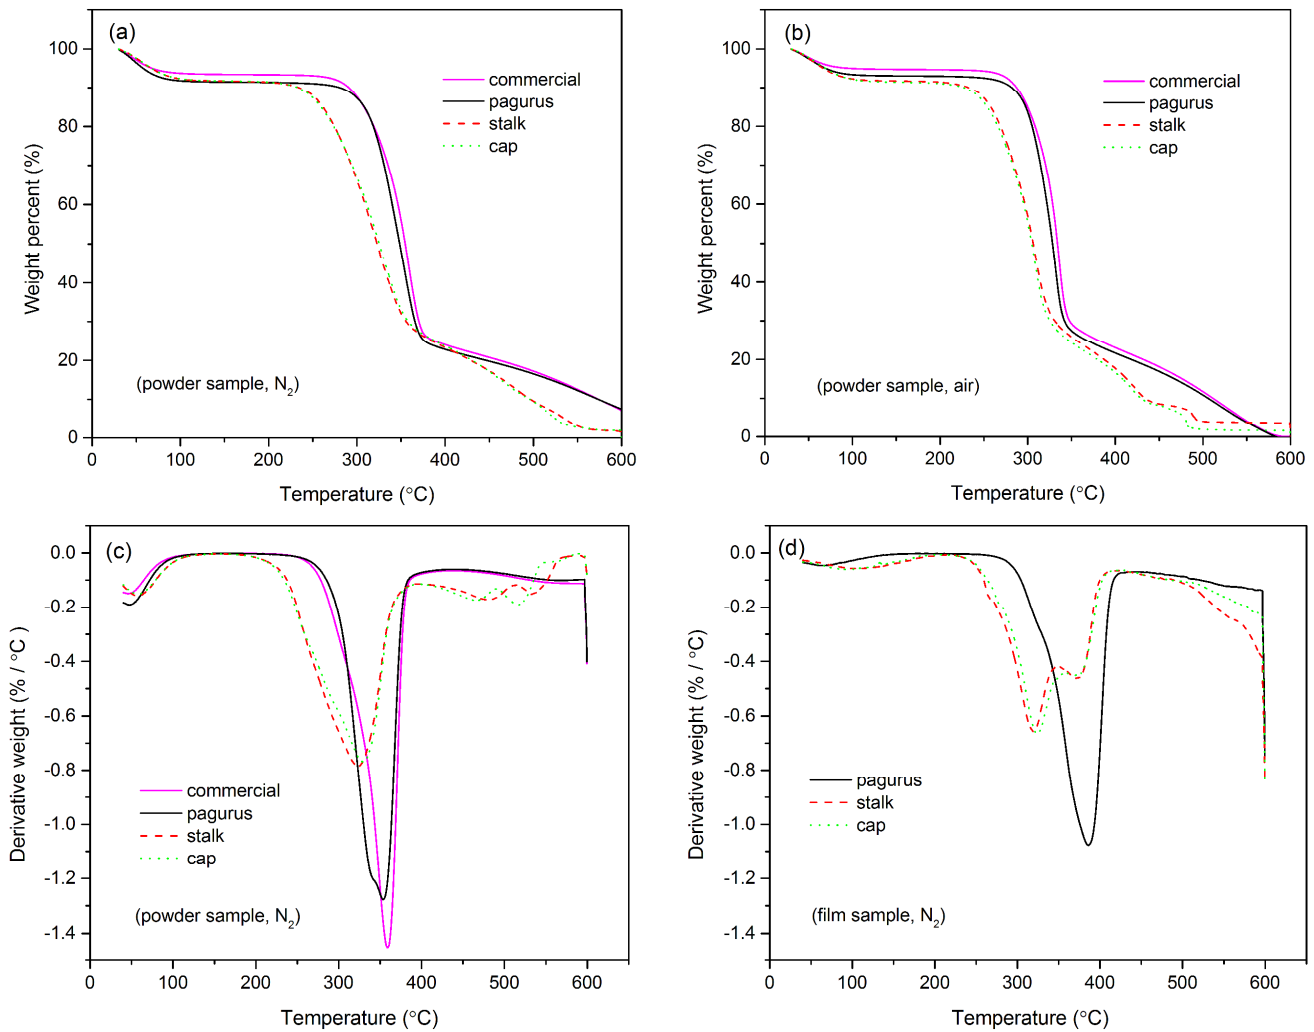 (a)
100
80
60
40
20
0
0
100
200
300
400
500
600
Weight percent (%)
Temperature (°C)
commercial
pagurus
stalk
cap
(powder sample, N2)
(b)
100
80
60
40
20
0
0
100
200
300
400
500
600
Weight percent (%)
Temperature (°C)
commercial
pagurus
stalk
cap
(powder sample, air)
(c)
0.0
-0.2
-0.4
-0.6
-0.8
-1.0
-1.2
-1.4
0
100
200
300
400
500
600
Derivative weight (% / °C )
Temperature (°C)
commercial
pagurus
stalk
cap
(powder sample, N2)
(d)
0.0
-0.2
-0.4
-0.6
-0.8
-1.0
-1.2
-1.4
0
100
200
300
400
500
600
Derivative weight (% / °C)
Temperature (°C)
pagurus
stalk
cap
(film sample, N2)